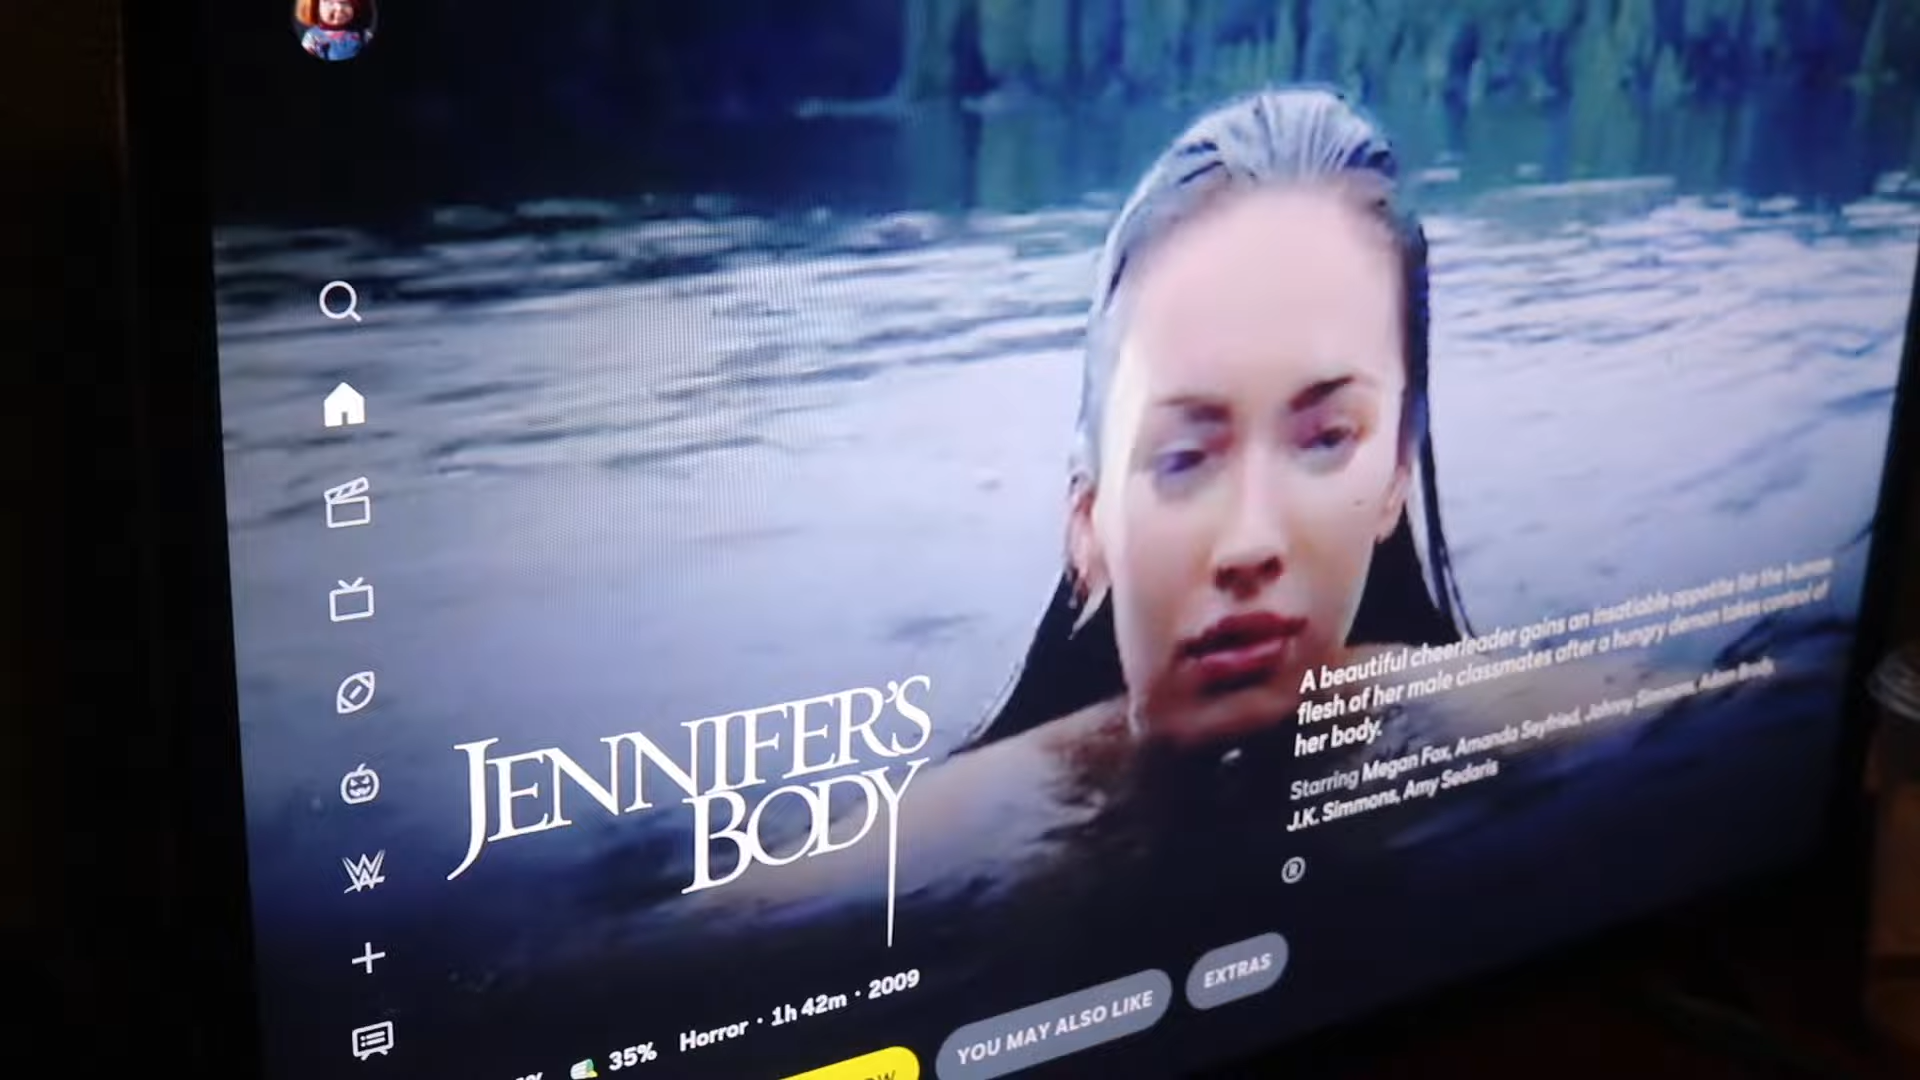 JENNIFER'S
BODY
A beautiful cheerleader gains an insatiable appetite for the human
flesh of her male classmates after a hungry demon takes control of
her body.
Starring Megan Fox, Amanda Seyfried, Johnny Simmons, Adam Brody,
J.K. Simmons, Amy Sedaris
R
35% Horror · 1h 42m · 2009
YOU MAY ALSO LIKE
EXTRAS